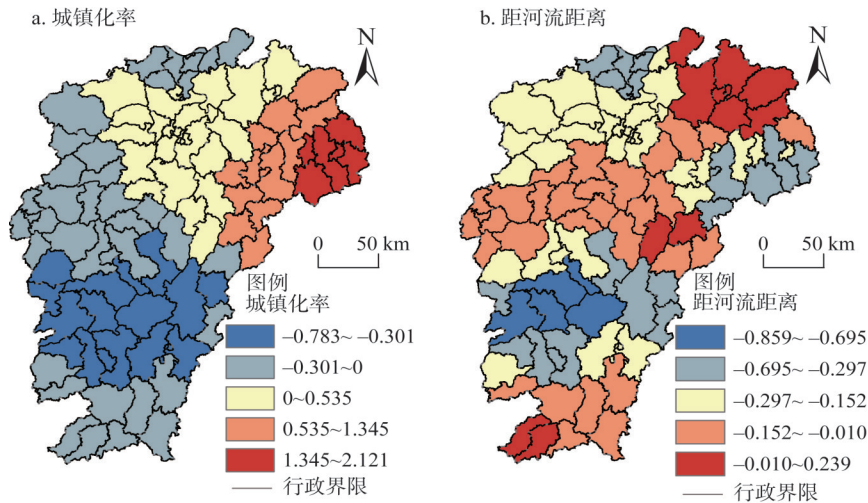 a. 城镇化率
N
0 50 km
图例
城镇化率
−0.783~ −0.301
−0.301~0
0~0.535
0.535~1.345
1.345~2.121
行政界限
b. 距河流距离
N
0 50 km
图例
距河流距离
−0.859~ −0.695
−0.695~ −0.297
−0.297~ −0.152
−0.152~ −0.010
−0.010~0.239
行政界限